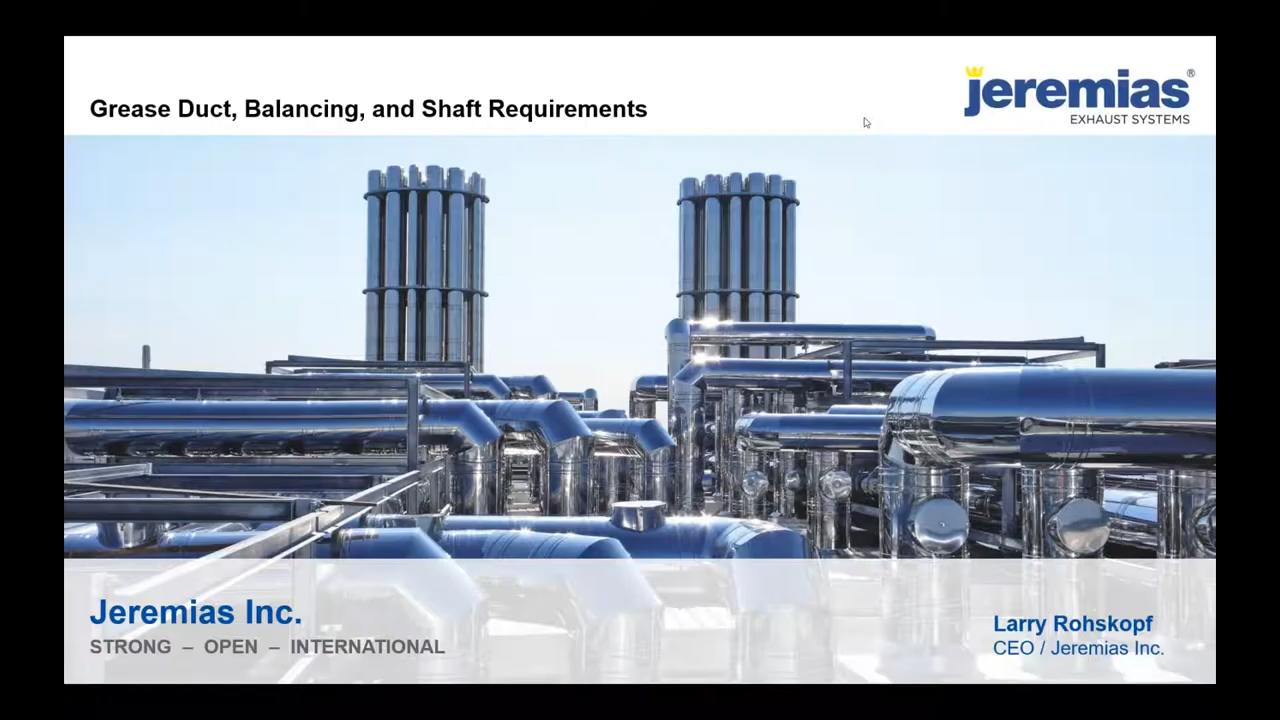 Grease Duct, Balancing, and Shaft Requirements
jeremias®
EXHAUST SYSTEMS
Jeremias Inc.
STRONG – OPEN – INTERNATIONAL
Larry Rohskopf
CEO / Jeremias Inc.